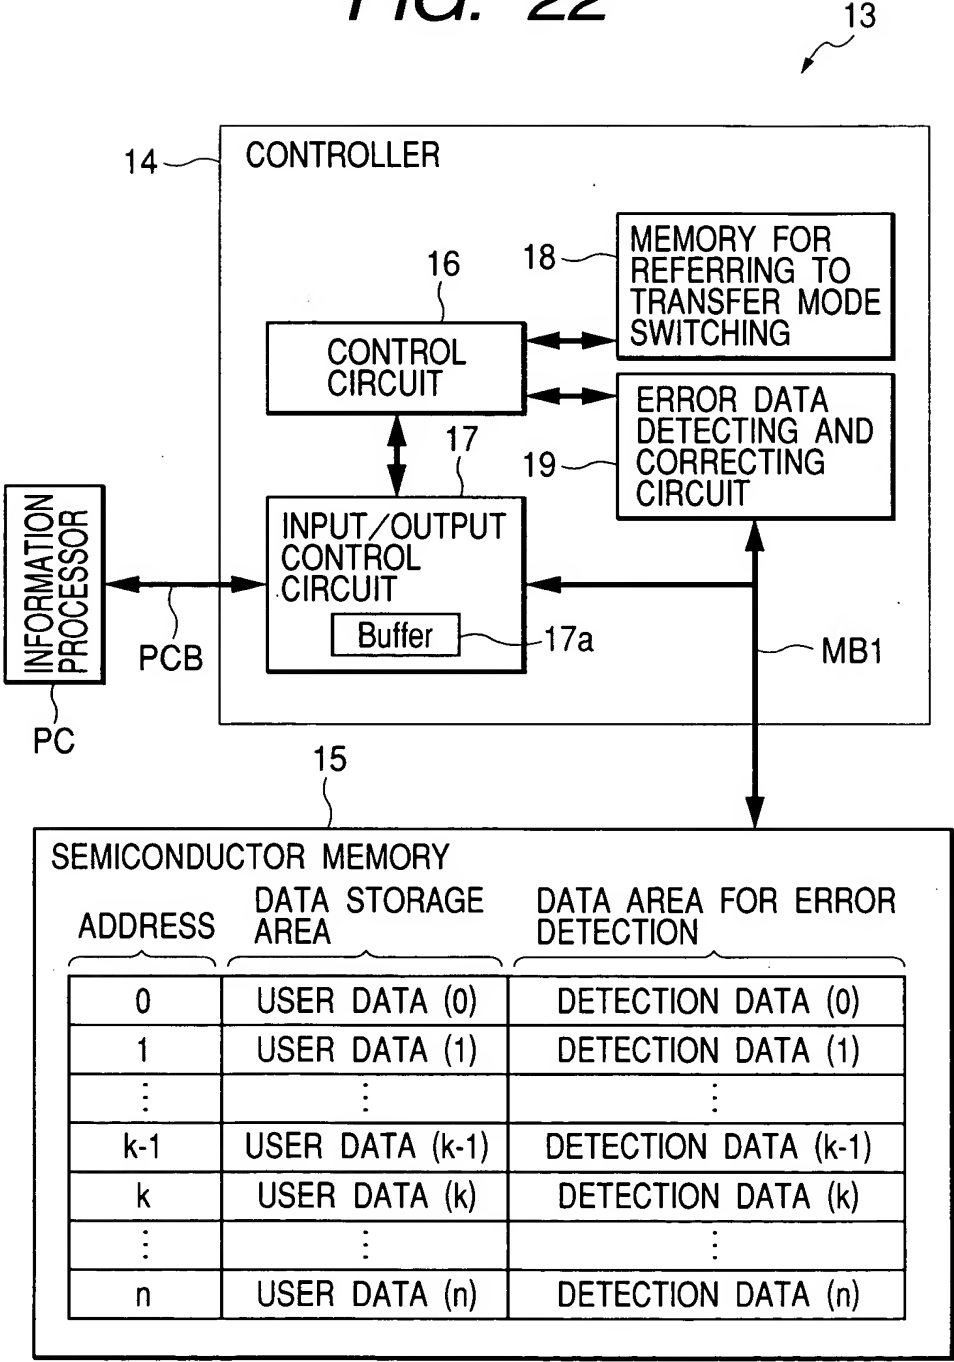 FIG. 22
13
14
CONTROLLER
16
18
MEMORY FOR
REFERRING TO
TRANSFER MODE
SWITCHING
CONTROL
CIRCUIT
17
19
ERROR DATA
DETECTING AND
CORRECTING
CIRCUIT
INFORMATION
PROCESSOR
INPUT/OUTPUT
CONTROL
CIRCUIT
Buffer
17a
PCB
MB1
PC
15
SEMICONDUCTOR MEMORY
ADDRESS
DATA STORAGE
AREA
DATA AREA FOR ERROR
DETECTION
0 USER DATA (0) DETECTION DATA (0)
1 USER DATA (1) DETECTION DATA (1)
⋮ ⋮ ⋮
k-1 USER DATA (k-1) DETECTION DATA (k-1)
k USER DATA (k) DETECTION DATA (k)
⋮ ⋮ ⋮
n USER DATA (n) DETECTION DATA (n)